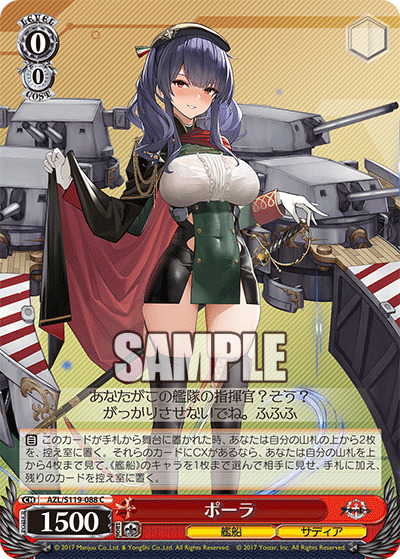 LEVEL
0
0
COST
SAMPLE
あなたがこの艦隊の指揮官？そう？
がっかりさせないでね。ふふふ
自 このカードが手札から舞台に置かれた時、あなたは自分の山札の上から2枚
を、控え室に置く。それらのカードにCXがあるなら、あなたは自分の山札を
上から4枚まで見て、《艦船》のキャラを1枚まで選んで相手に見せ、手札に加え、
残りのカードを控え室に置く。
CH AZL/S119-088 C
1500
ポーラ
艦船 サディア
© 2017 Manjuu Co.,Ltd. & YongShi Co.,Ltd. All Rights Reserved. © 2017 Yostar, Inc. All Rights Reserved.